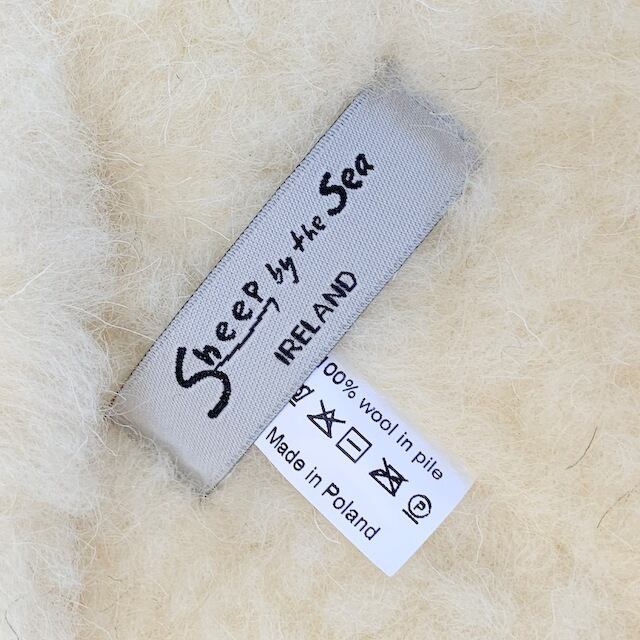 Sheep by the Sea
IRELAND
100% wool in pile
P
Made in Poland